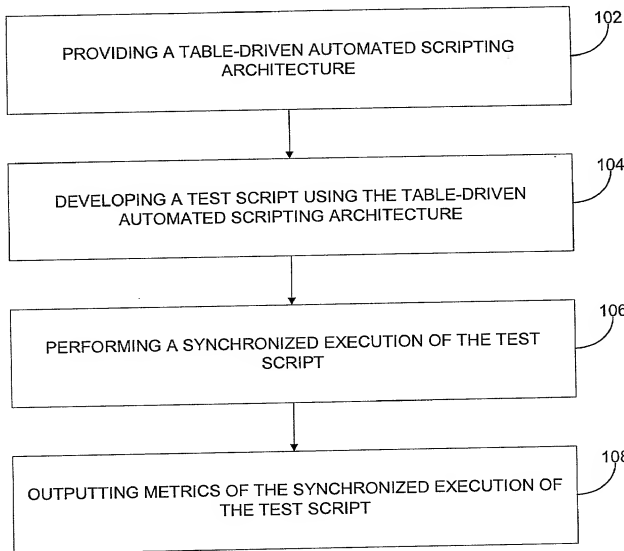 102
PROVIDING A TABLE-DRIVEN AUTOMATED SCRIPTING
ARCHITECTURE
104
DEVELOPING A TEST SCRIPT USING THE TABLE-DRIVEN
AUTOMATED SCRIPTING ARCHITECTURE
106
PERFORMING A SYNCHRONIZED EXECUTION OF THE TEST
SCRIPT
108
OUTPUTTING METRICS OF THE SYNCHRONIZED EXECUTION OF
THE TEST SCRIPT